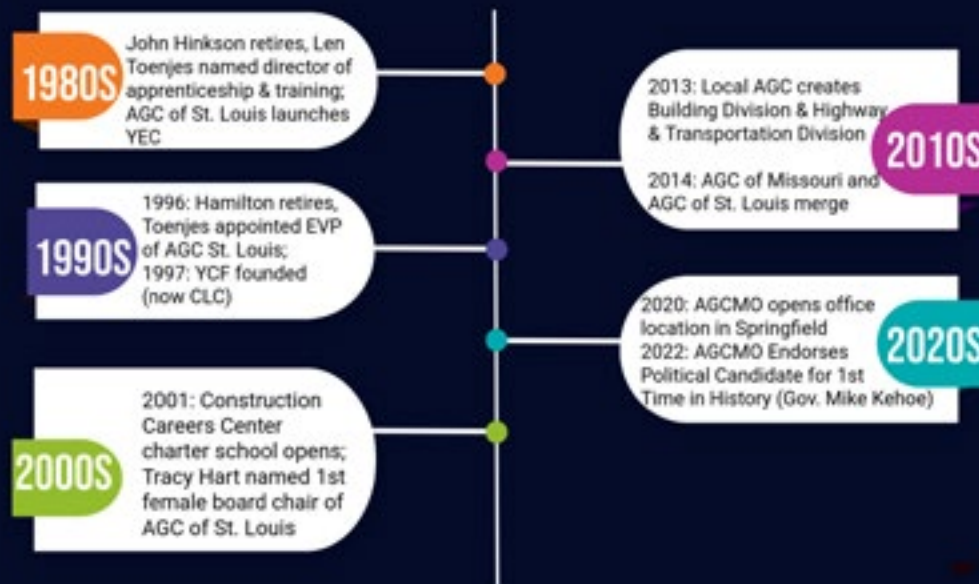 1980S
John Hinkson retires, Len
Toenjes named director of
apprenticeship & training;
AGC of St. Louis launches
YEC
1990S
1996: Hamilton retires,
Toenjes appointed EVP
of AGC St. Louis;
1997: YCF founded
(now CLC)
2000S
2001: Construction
Careers Center
charter school opens;
Tracy Hart named 1st
female board chair of
AGC of St. Louis
2010S
2013: Local AGC creates
Building Division & Highway
& Transportation Division
2014: AGC of Missouri and
AGC of St. Louis merge
2020S
2020: AGCMO opens office
location in Springfield
2022: AGCMO Endorses
Political Candidate for 1st
Time in History (Gov. Mike Kehoe)